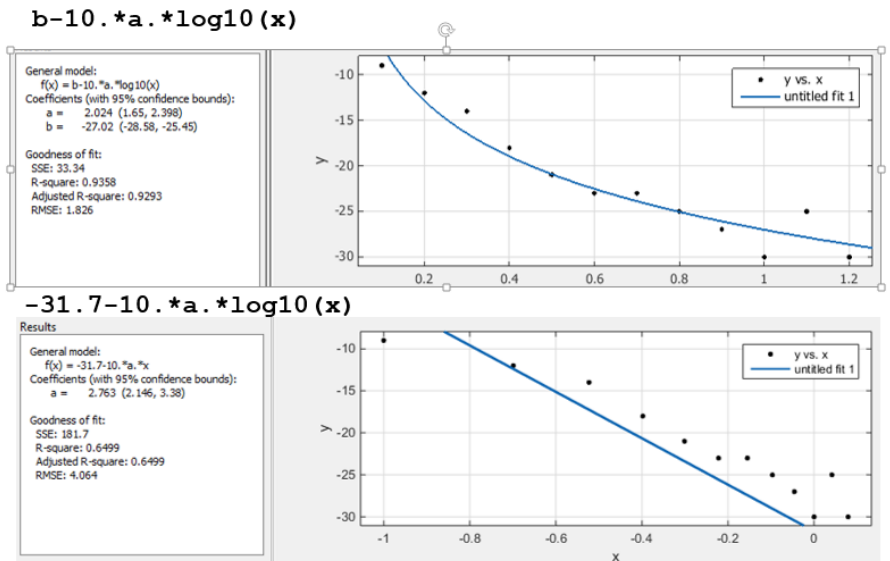 b-10.*a.*log10(x)
General model:
f(x) = b-10.*a.*log10(x)
Coefficients (with 95% confidence bounds):
a = 2.024 (1.65, 2.398)
b = -27.02 (-28.58, -25.45)
Goodness of fit:
SSE: 33.34
R-square: 0.9358
Adjusted R-square: 0.9293
RMSE: 1.826
-10
-15
-20
-25
-30
y
y vs. x
untitled fit 1
0.2 0.4 0.6 0.8 1 1.2
-31.7-10.*a.*log10(x)
Results
General model:
f(x) = -31.7-10.*a.*x
Coefficients (with 95% confidence bounds):
a = 2.763 (2.146, 3.38)
Goodness of fit:
SSE: 181.7
R-square: 0.6499
Adjusted R-square: 0.6499
RMSE: 4.064
-10
-15
-20
-25
-30
y
y vs. x
untitled fit 1
-1 -0.8 -0.6 -0.4 -0.2 0
x